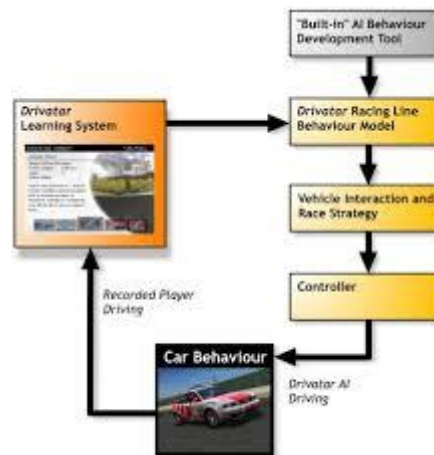 "Built-in" AI Behaviour
Development Tool
Drivatar
Learning System
Drivatar Racing Line
Behaviour Model
Vehicle Interaction and
Race Strategy
Controller
Recorded Player
Driving
Car Behaviour
Drivatar AI
Driving